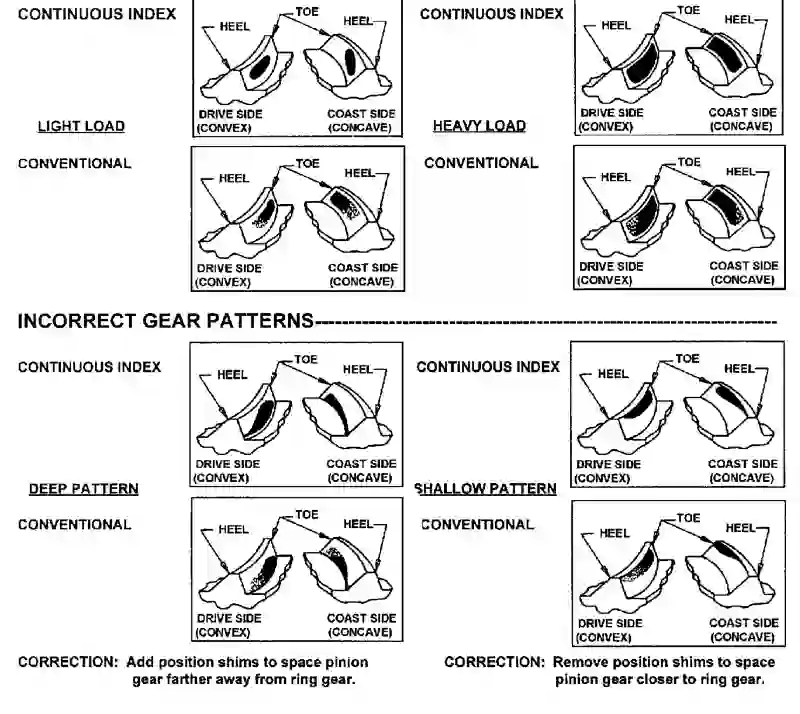 CONTINUOUS INDEX
HEEL
TOE
DRIVE SIDE
(CONVEX)
COAST SIDE
(CONCAVE)
CONTINUOUS INDEX
HEEL
TOE
HEEL
DRIVE SIDE
(CONVEX)
COAST SIDE
(CONCAVE)
HEEL
LIGHT LOAD
HEAVY LOAD
CONVENTIONAL
HEEL
TOE
HEEL
DRIVE SIDE
(CONVEX)
COAST SIDE
(CONCAVE)
CONVENTIONAL
HEEL
TOE
HEEL
DRIVE SIDE
(CONVEX)
COAST SIDE
(CONCAVE)
INCORRECT GEAR PATTERNS
CONTINUOUS INDEX
HEEL
TOE
HEEL
DRIVE SIDE
(CONVEX)
COAST SIDE
(CONCAVE)
CONTINUOUS INDEX
HEEL
TOE
HEEL
DRIVE SIDE
(CONVEX)
COAST SIDE
(CONCAVE)
DEEP PATTERN
SHALLOW PATTERN
CONVENTIONAL
HEEL
TOE
HEEL
DRIVE SIDE
(CONVEX)
COAST SIDE
(CONCAVE)
CONVENTIONAL
HEEL
TOE
HEEL
DRIVE SIDE
(CONVEX)
COAST SIDE
(CONCAVE)
CORRECTION: Add position shims to space pinion
gear farther away from ring gear.
CORRECTION: Remove position shims to space
pinion gear closer to ring gear.